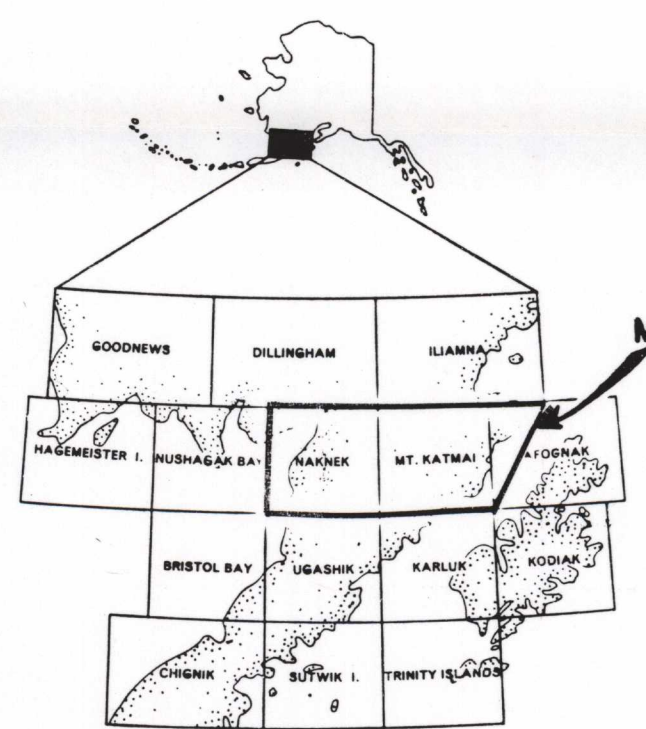 GOODNEWS
DILLINGHAM
ILIAMNA
HAGEMEISTER I.
NUSHAGAK BAY
NAKNEK
MT. KATMAI
AFOGNAK
BRISTOL BAY
UGASHIK
KARLUK
KODIAK
CHIGNIK
SUTWIK I.
TRINITY ISLANDS